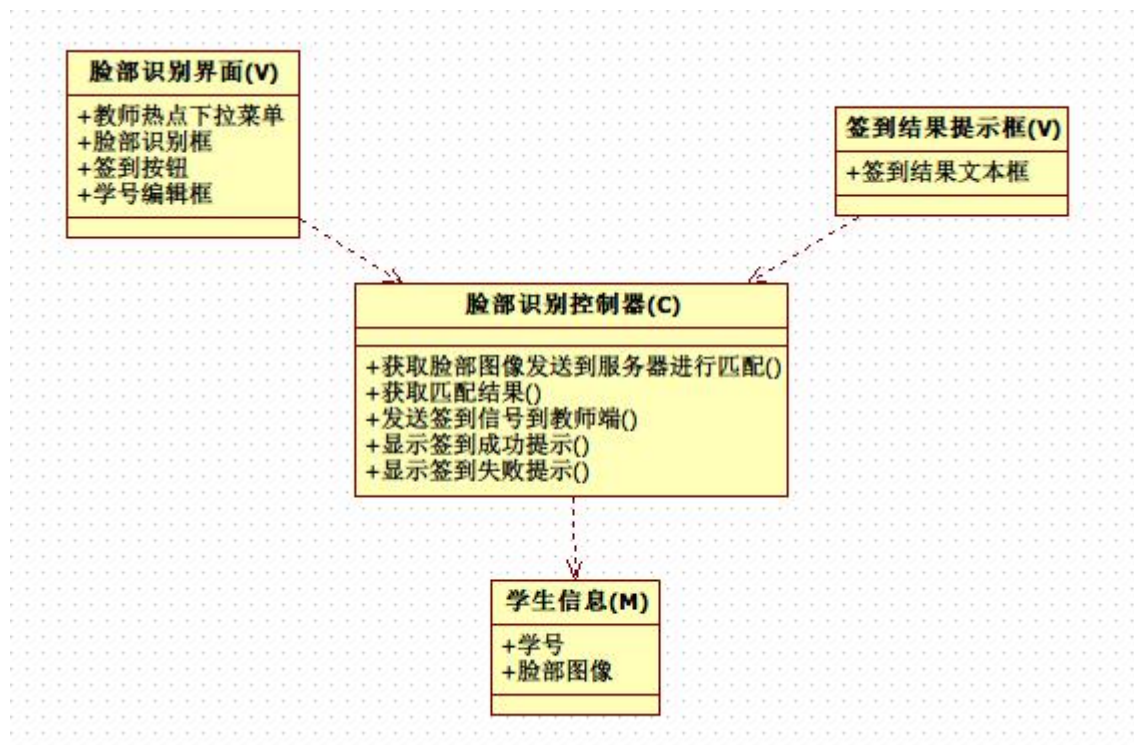 脸部识别界面(V)
+教师热点下拉菜单
+脸部识别框
+签到按钮
+学号编辑框
签到结果提示框(V)
+签到结果文本框
脸部识别控制器(C)
+获取脸部图像发送到服务器进行匹配()
+获取匹配结果()
+发送签到信号到教师端()
+显示签到成功提示()
+显示签到失败提示()
学生信息(M)
+学号
+脸部图像